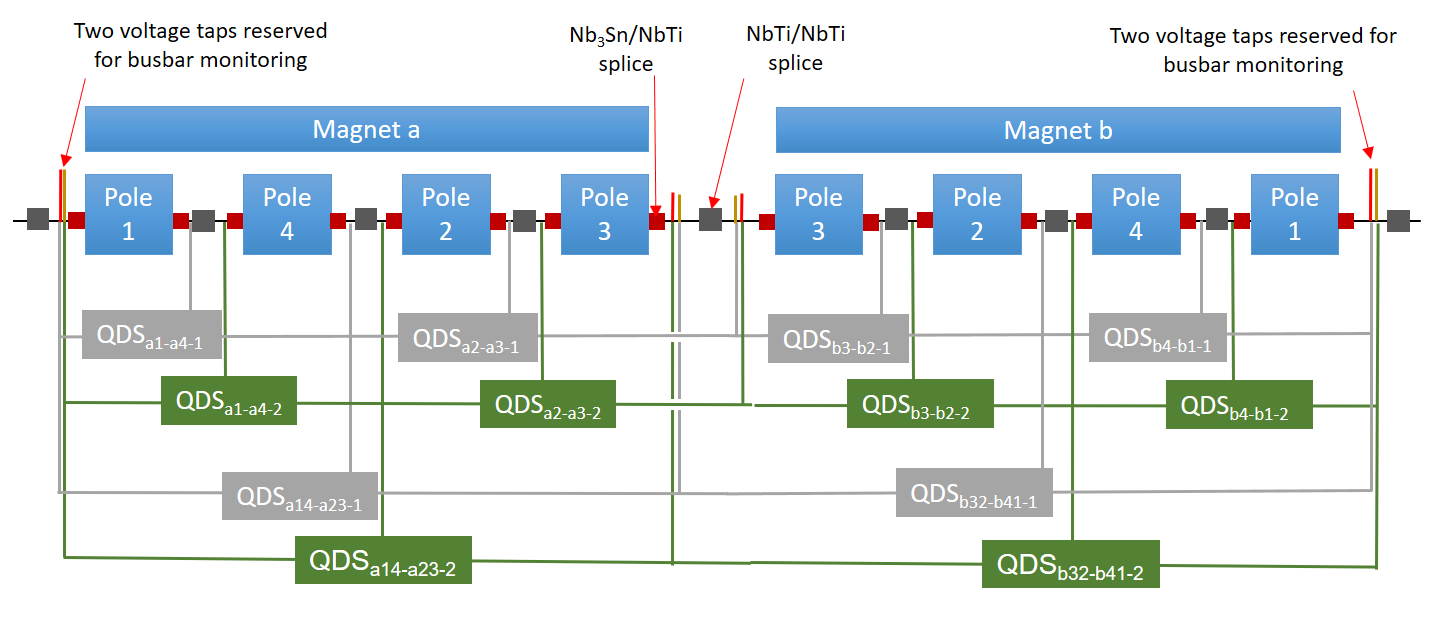 Two voltage taps reserved
for busbar monitoring
Nb₃Sn/NbTi
splice
NbTi/NbTi
splice
Two voltage taps reserved for
busbar monitoring
Magnet a
Magnet b
Pole
1
Pole
4
Pole
2
Pole
3
Pole
3
Pole
2
Pole
4
Pole
1
QDSa1-a4-1
QDSa2-a3-1
QDSb3-b2-1
QDSb4-b1-1
QDSa1-a4-2
QDSa2-a3-2
QDSb3-b2-2
QDSb4-b1-2
QDSa14-a23-1
QDSb32-b41-1
QDSa14-a23-2
QDSb32-b41-2